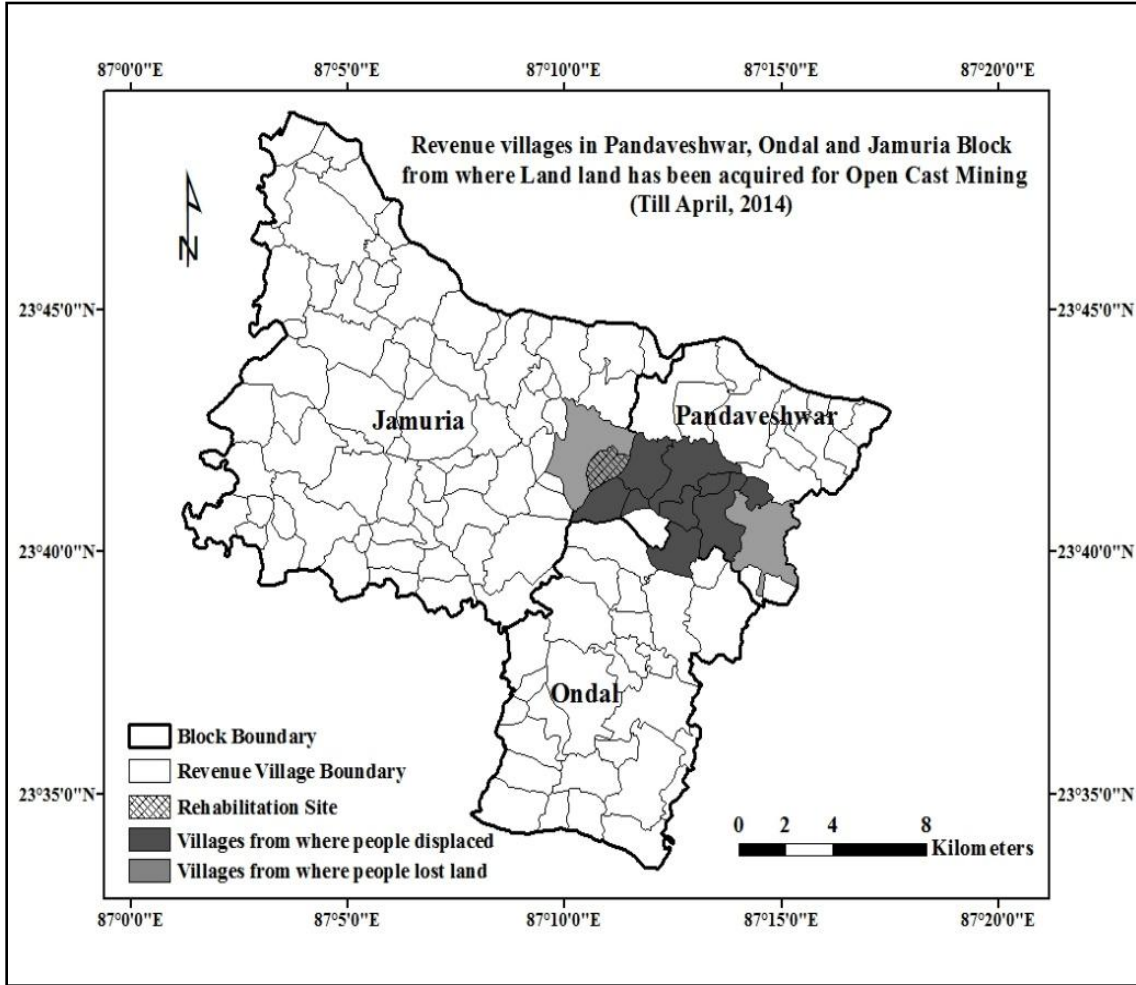 87°0'0"E 87°5'0"E 87°10'0"E 87°15'0"E 87°20'0"E
Revenue villages in Pandaveshwar, Ondal and Jamuria Block
from where Land land has been acquired for Open Cast Mining
(Till April, 2014)
N
23°45'0"N 23°45'0"N
Jamuria
Pandaveshwar
23°40'0"N 23°40'0"N
Ondal
Block Boundary
Revenue Village Boundary
Rehabilitation Site
Villages from where people displaced
Villages from where people lost land
23°35'0"N 23°35'0"N
0 2 4 8
Kilometers
87°0'0"E 87°5'0"E 87°10'0"E 87°15'0"E 87°20'0"E